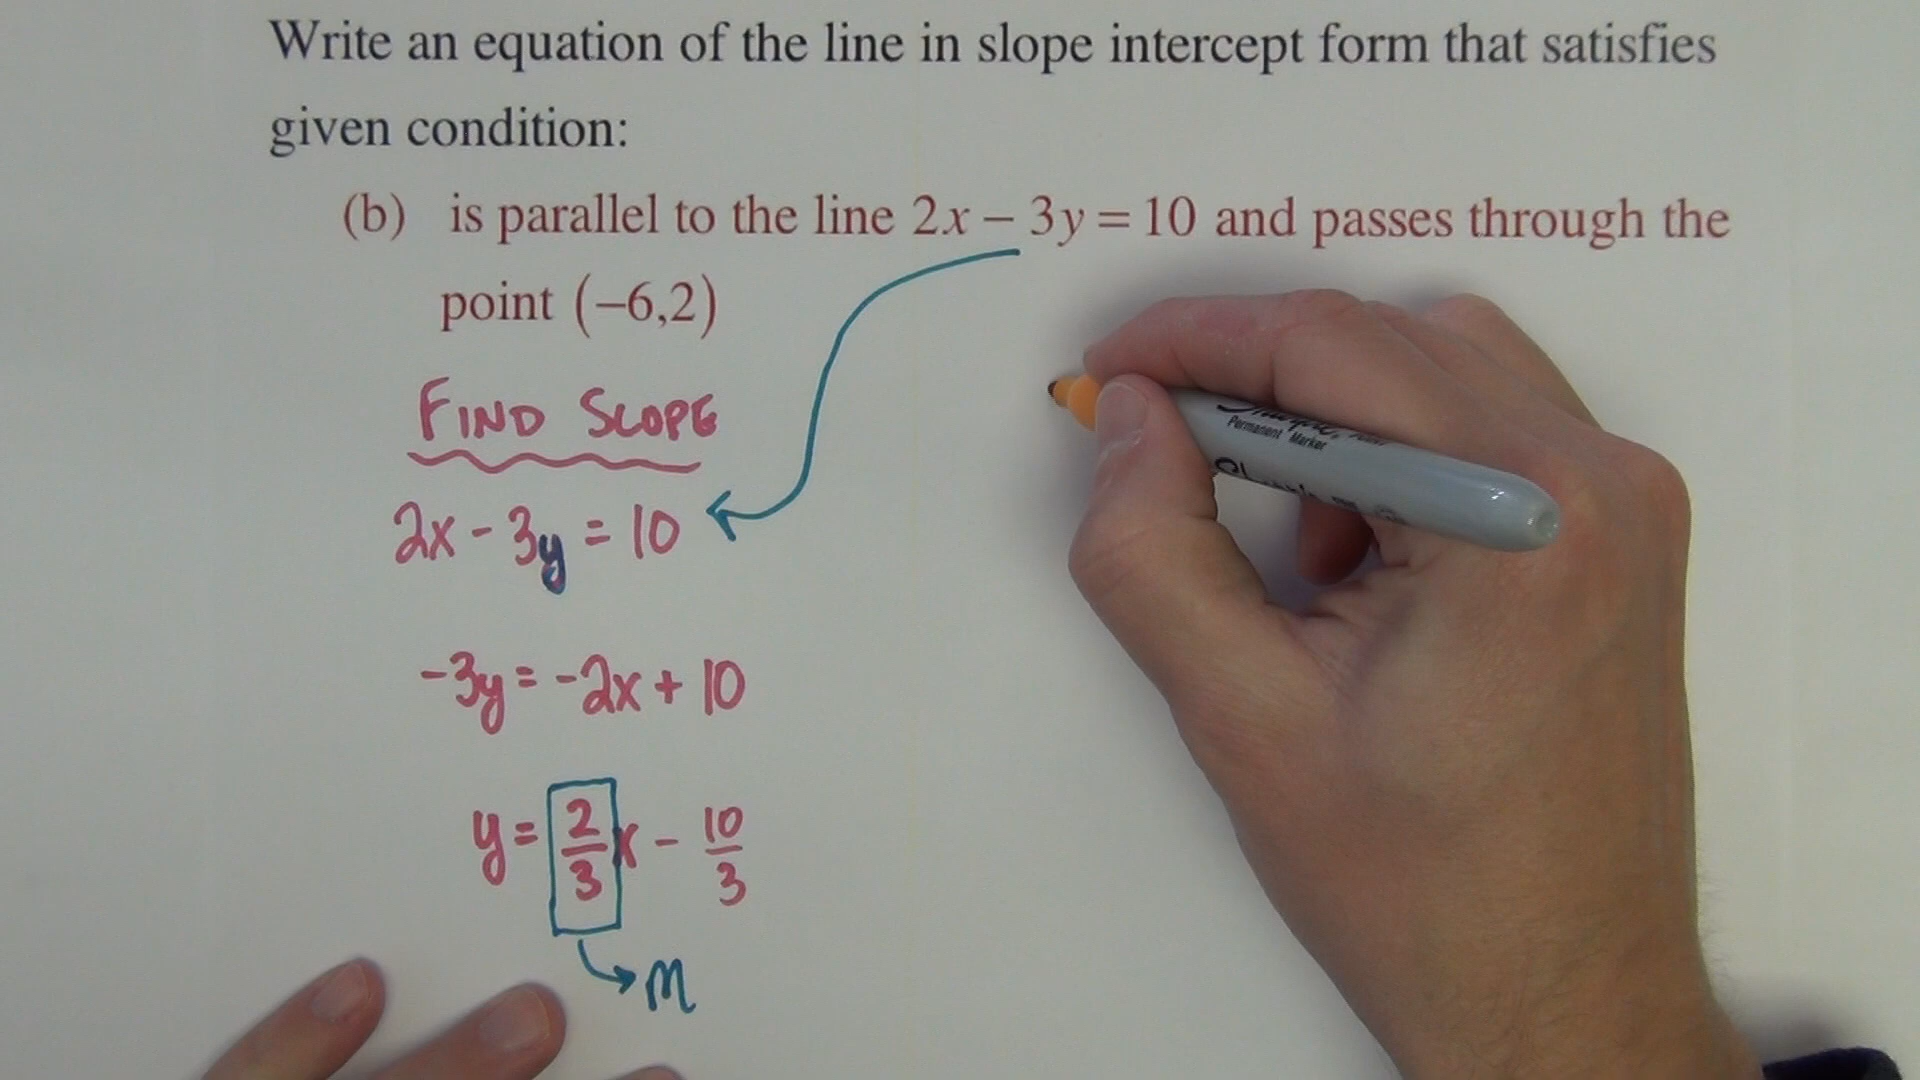 Write an equation of the line in slope intercept form that satisfies
given condition:
(b) is parallel to the line 2x – 3y = 10 and passes through the
point (–6,2)
FIND SLOPE
2x - 3y = 10
-3y = -2x + 10
y = 2/3 x - 10/3
m
Permanent Marker